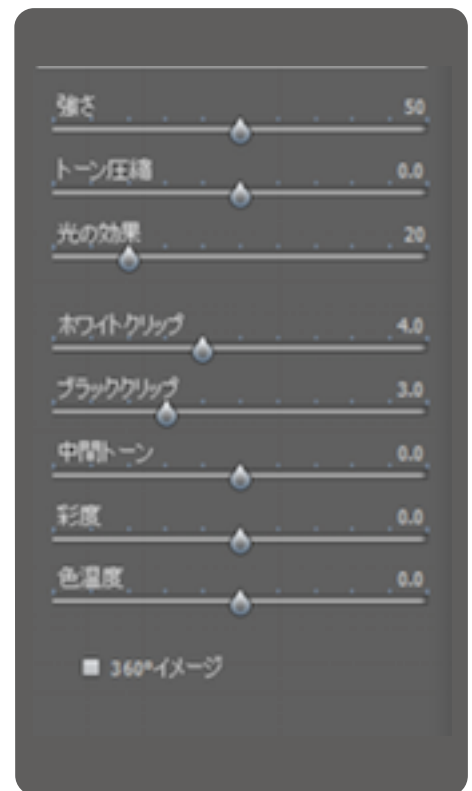 強さ 50
トーン圧縮 0.0
光の効果 20
ホワイトクリップ 4.0
ブラッククリップ 3.0
中間トーン 0.0
彩度 0.0
色温度 0.0
360°イメージ